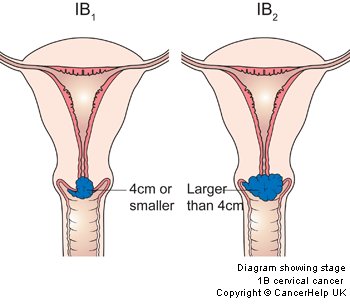 IB1
IB2
4cm or
smaller
Larger
than 4cm
Diagram showing stage
1B cervical cancer
Copyright © CancerHelp UK